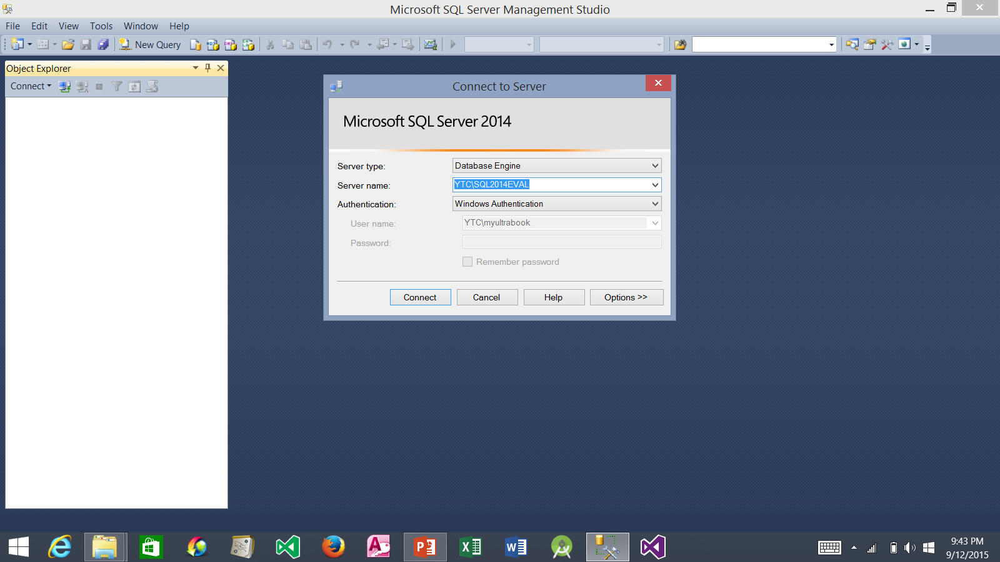 Microsoft SQL Server Management Studio
File Edit View Tools Window Help
New Query
Object Explorer
Connect
Connect to Server
Microsoft SQL Server 2014
Server type: Database Engine
Server name: YTC\SQL2014EVAL
Authentication: Windows Authentication
User name: YTC\myultrabook
Password:
Remember password
Connect Cancel Help Options >>
9:43 PM
9/12/2015